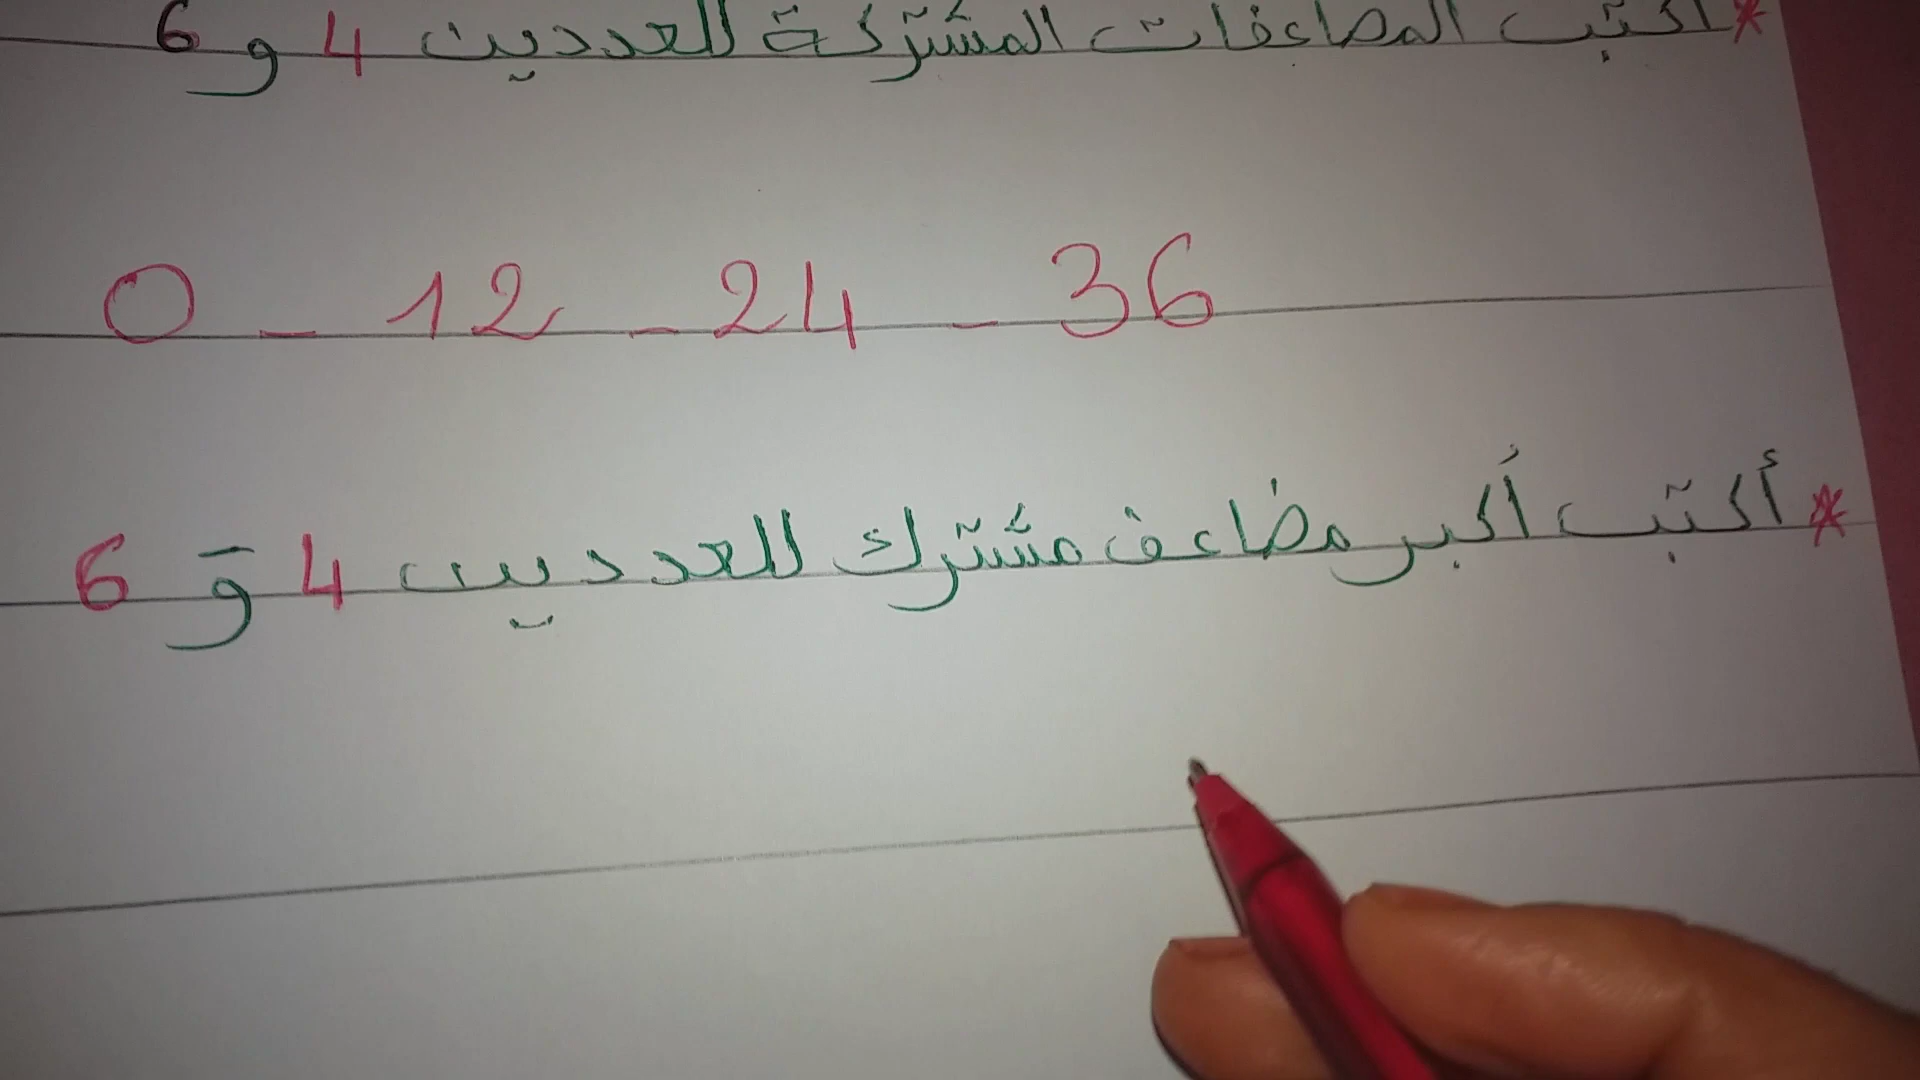 * أكتب المضاعفات المشتركة للعددين 4 و 6
0 - 12 - 24 - 36
* أكتب أكبر مضاعف مشترك للعددين 4 و 6